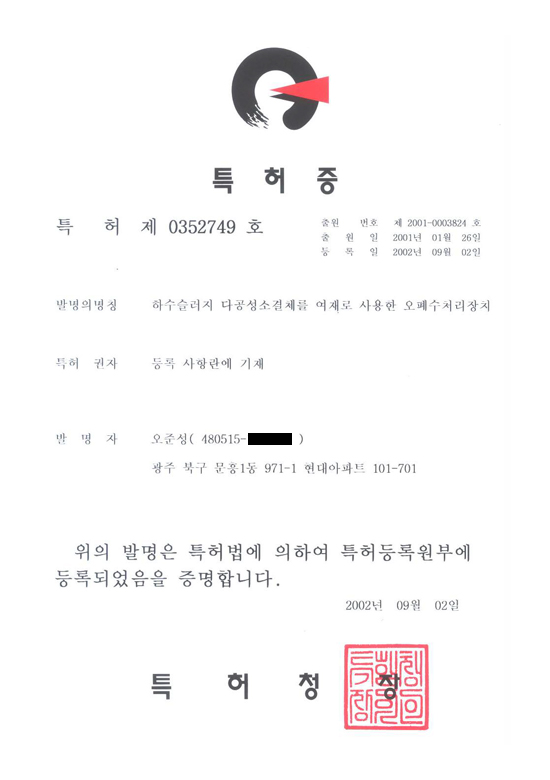 특 허 증
특 허 제 0352749 호
출원 번호 제 2001-0003824 호
출 원 일 2001년 01월 26일
등 록 일 2002년 09월 02일
발명의명칭 하수슬러지 다공성소결체를 여재로 사용한 오폐수처리장치
특허 권자 등록 사항란에 기재
발 명 자 오준성( 480515- )
광주 북구 문흥1동 971-1 현대아파트 101-701
위의 발명은 특허법에 의하여 특허등록원부에
등록되었음을 증명합니다.
2002년 09월 02일
특 허 청 장